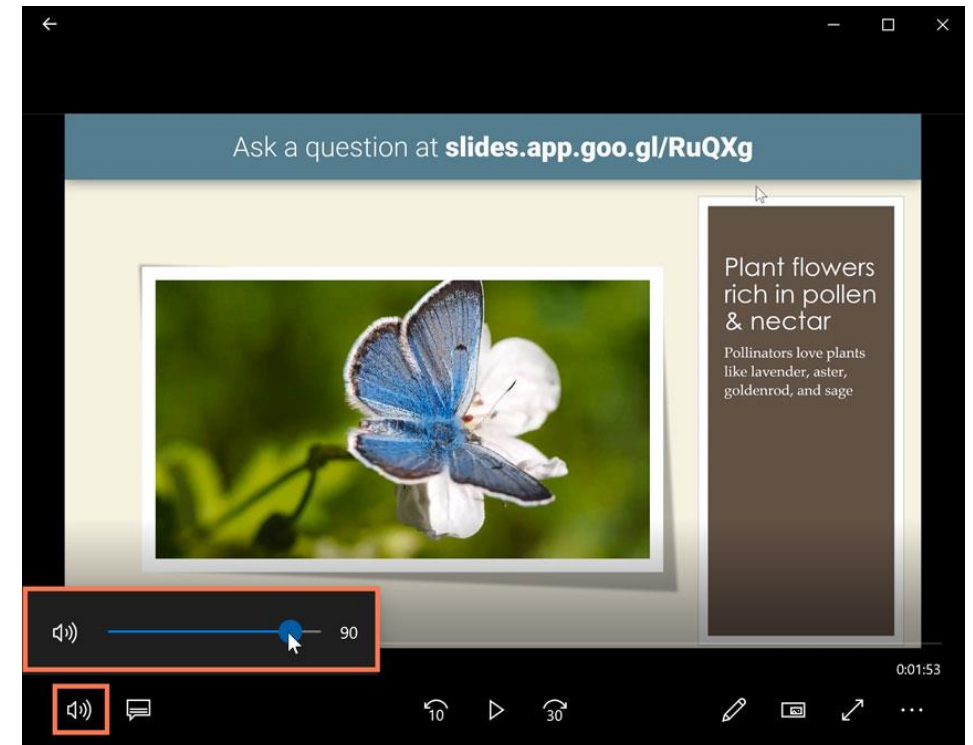 Ask a question at slides.app.goo.gl/RuQXg
Plant flowers
rich in pollen
& nectar
Pollinators love plants
like lavender, aster,
goldenrod, and sage
90
0:01:53
10
30